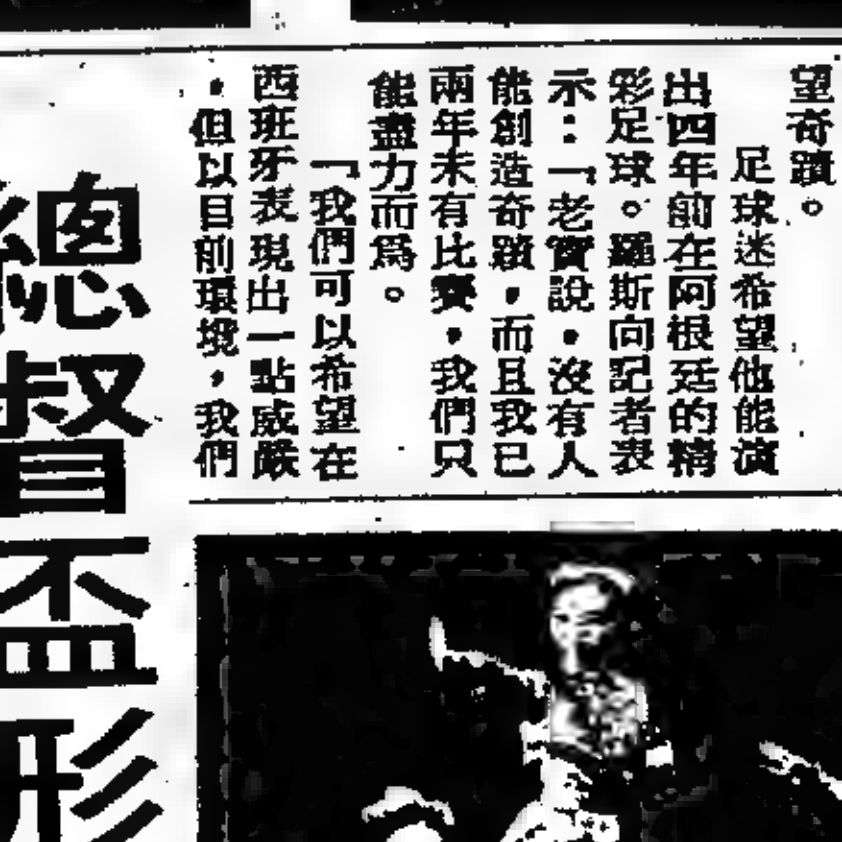 望奇蹟。
足球迷希望他能演
出四年前在阿根廷的精
彩足球。羅斯向記者表
示：「老實說，沒有人
能創造奇蹟，而且我已
兩年未有比賽，我們只
能盡力而爲。
「我們可以希望在
西班牙表現出一點威嚴
，但以目前環境，我們
總督盃形